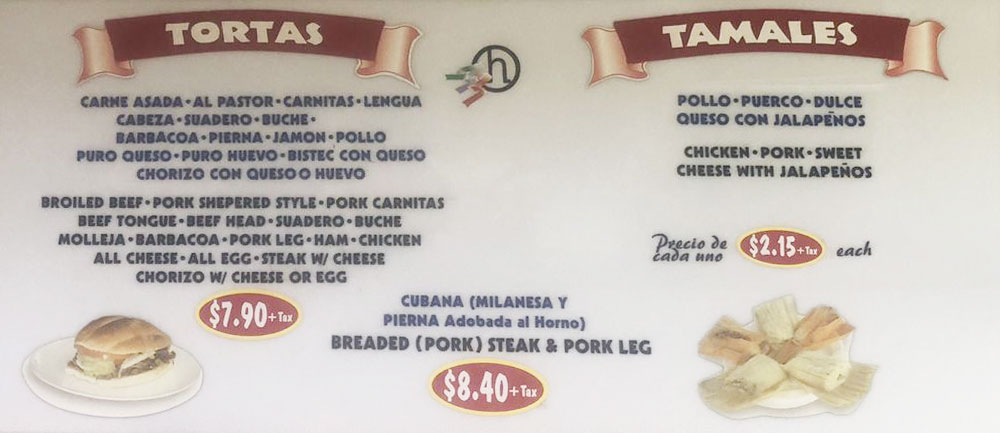 TORTAS
CARNE ASADA•AL PASTOR•CARNITAS•LENGUA
CABEZA•SUADERO•BUCHE•
BARBACOA•PIERNA•JAMON•POLLO
PURO QUESO•PURO HUEVO•BISTEC CON QUESO
CHORIZO CON QUESO O HUEVO
BROILED BEEF•PORK SHEPERED STYLE•PORK CARNITAS
BEEF TONGUE•BEEF HEAD•SUADERO•BUCHE
MOLLEJA•BARBACOA•PORK LEG•HAM•CHICKEN
ALL CHEESE•ALL EGG•STEAK W/ CHEESE
CHORIZO W/ CHEESE OR EGG
$7.90+Tax
h
CUBANA (MILANESA Y
PIERNA Adobada al Horno)
BREADED (PORK) STEAK & PORK LEG
$8.40+Tax
TAMALES
POLLO•PUERCO•DULCE
QUESO CON JALAPEÑOS
CHICKEN•PORK•SWEET
CHEESE WITH JALAPEÑOS
Precio de
cada uno
$2.15+Tax each